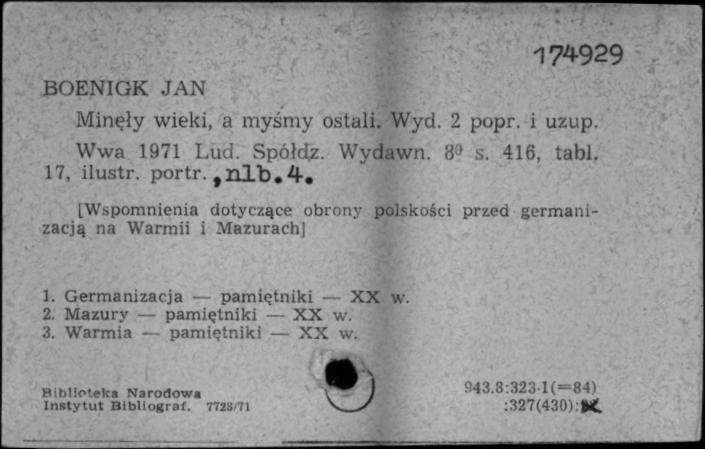 174929
BOENIGK JAN
Minęły wieki, a myśmy ostali. Wyd. 2 popr. i uzup.
Wwa 1971 Lud. Spółdz. Wydawn. 8⁰ s. 416, tabl.
17, ilustr. portr. , nlb. 4.
[Wspomnienia dotyczące obrony polskości przed germani-
zacją na Warmii i Mazurach]
1. Germanizacja — pamiętniki — XX w.
2. Mazury — pamiętniki — XX w.
3. Warmia — pamiętniki — XX w.
Biblioteka Narodowa
Instytut Bibliograf. 7728/71
943.8:323·1(=84)
:327(430):